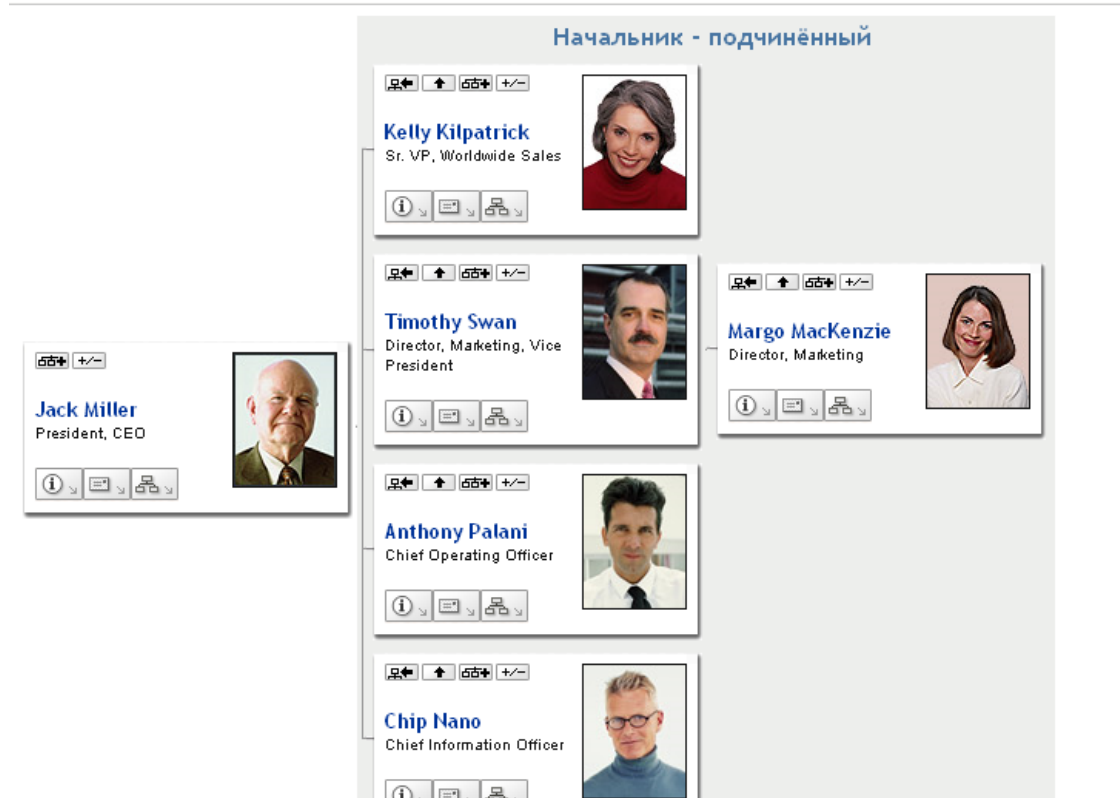 Начальник - подчинённый
+/−
Kelly Kilpatrick
Sr. VP, Worldwide Sales
+/−
Timothy Swan
Director, Marketing, Vice
President
+/−
Margo MacKenzie
Director, Marketing
+/−
Jack Miller
President, CEO
+/−
Anthony Palani
Chief Operating Officer
+/−
Chip Nano
Chief Information Officer